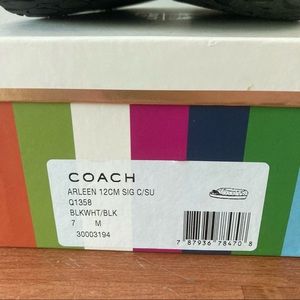 COACH
ARLEEN 12CM SIG C/SU
Q1358
BLKWHT/BLK
7 M
30003194
7 87936 78470 8